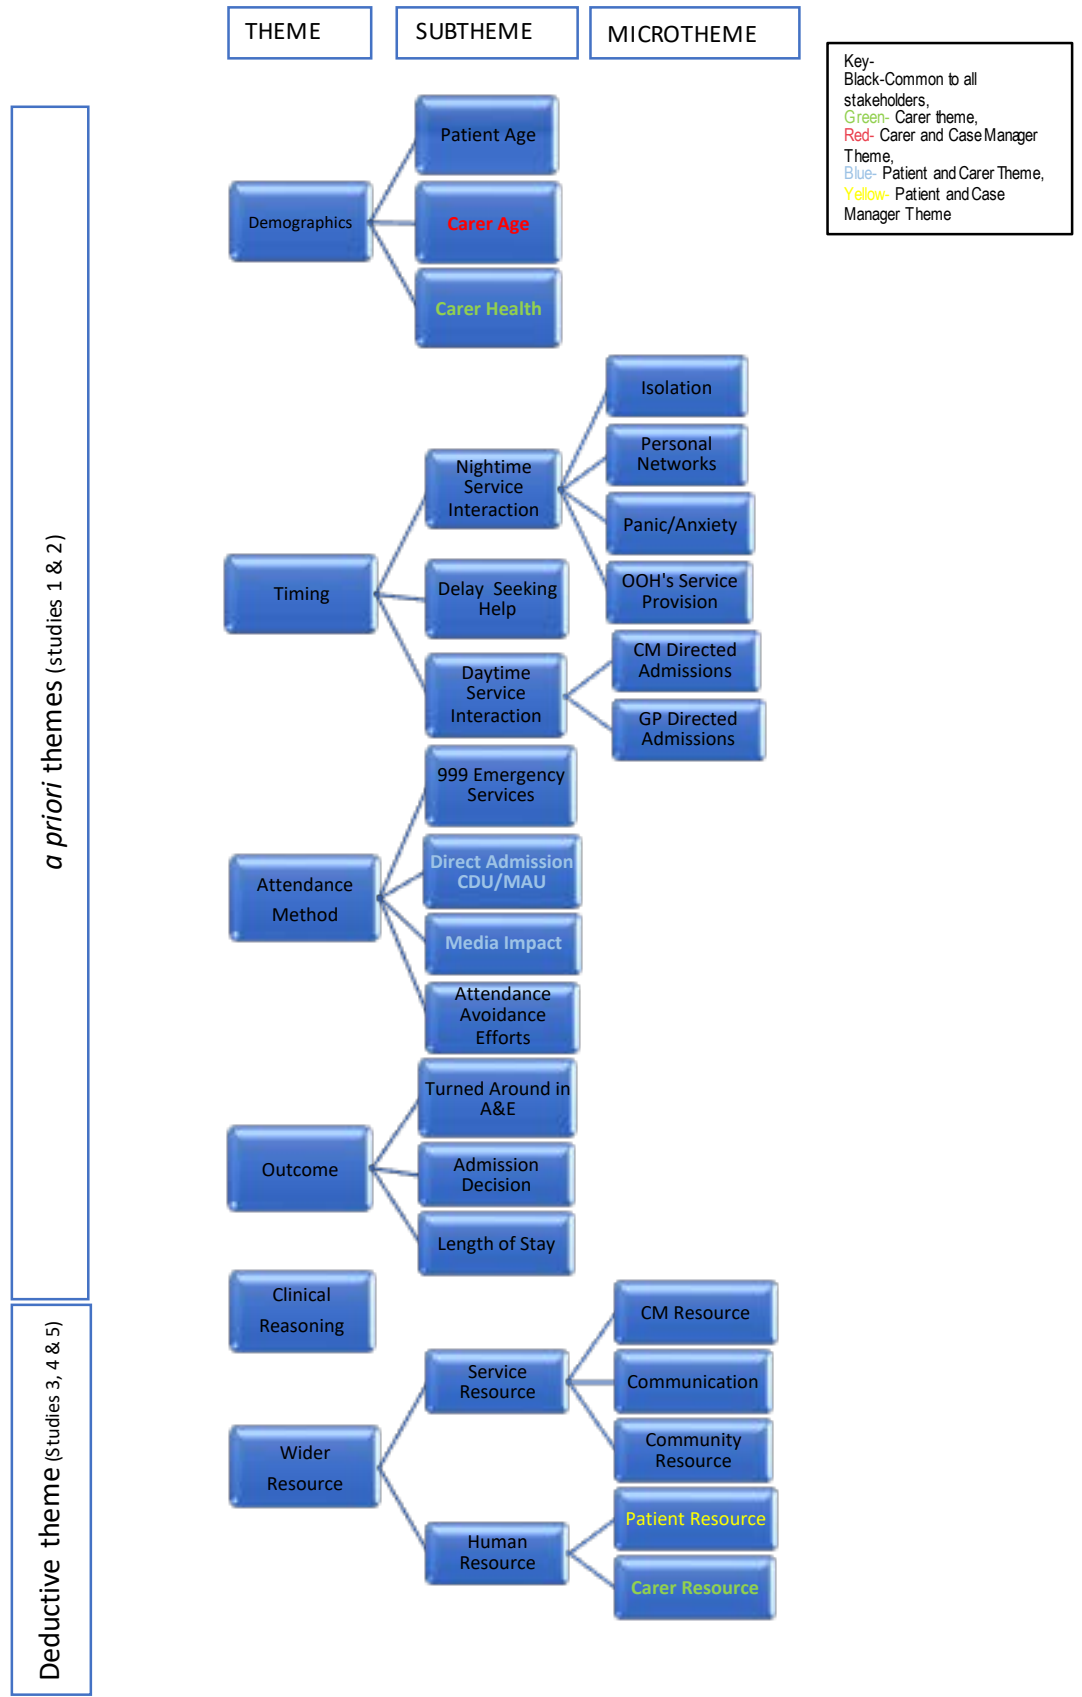 THEME
SUBTHEME
MICROTHEME
Key-
Black-Common to all
stakeholders,
Green- Carer theme,
Red- Carer and Case Manager
Theme,
Blue- Patient and Carer Theme,
Yellow- Patient and Case
Manager Theme
a priori themes (studies 1 & 2)
Demographics
Patient Age
Carer Age
Carer Health
Timing
Nightime
Service
Interaction
Isolation
Personal
Networks
Panic/Anxiety
OOH's Service
Provision
Delay Seeking
Help
Daytime
Service
Interaction
CM Directed
Admissions
GP Directed
Admissions
Attendance
Method
999 Emergency
Services
Direct Admission
CDU/MAU
Media Impact
Attendance
Avoidance
Efforts
Outcome
Turned Around in
A&E
Admission
Decision
Length of Stay
Clinical
Reasoning
Deductive theme (Studies 3, 4 & 5)
Wider
Resource
Service
Resource
CM Resource
Communication
Community
Resource
Human
Resource
Patient Resource
Carer Resource